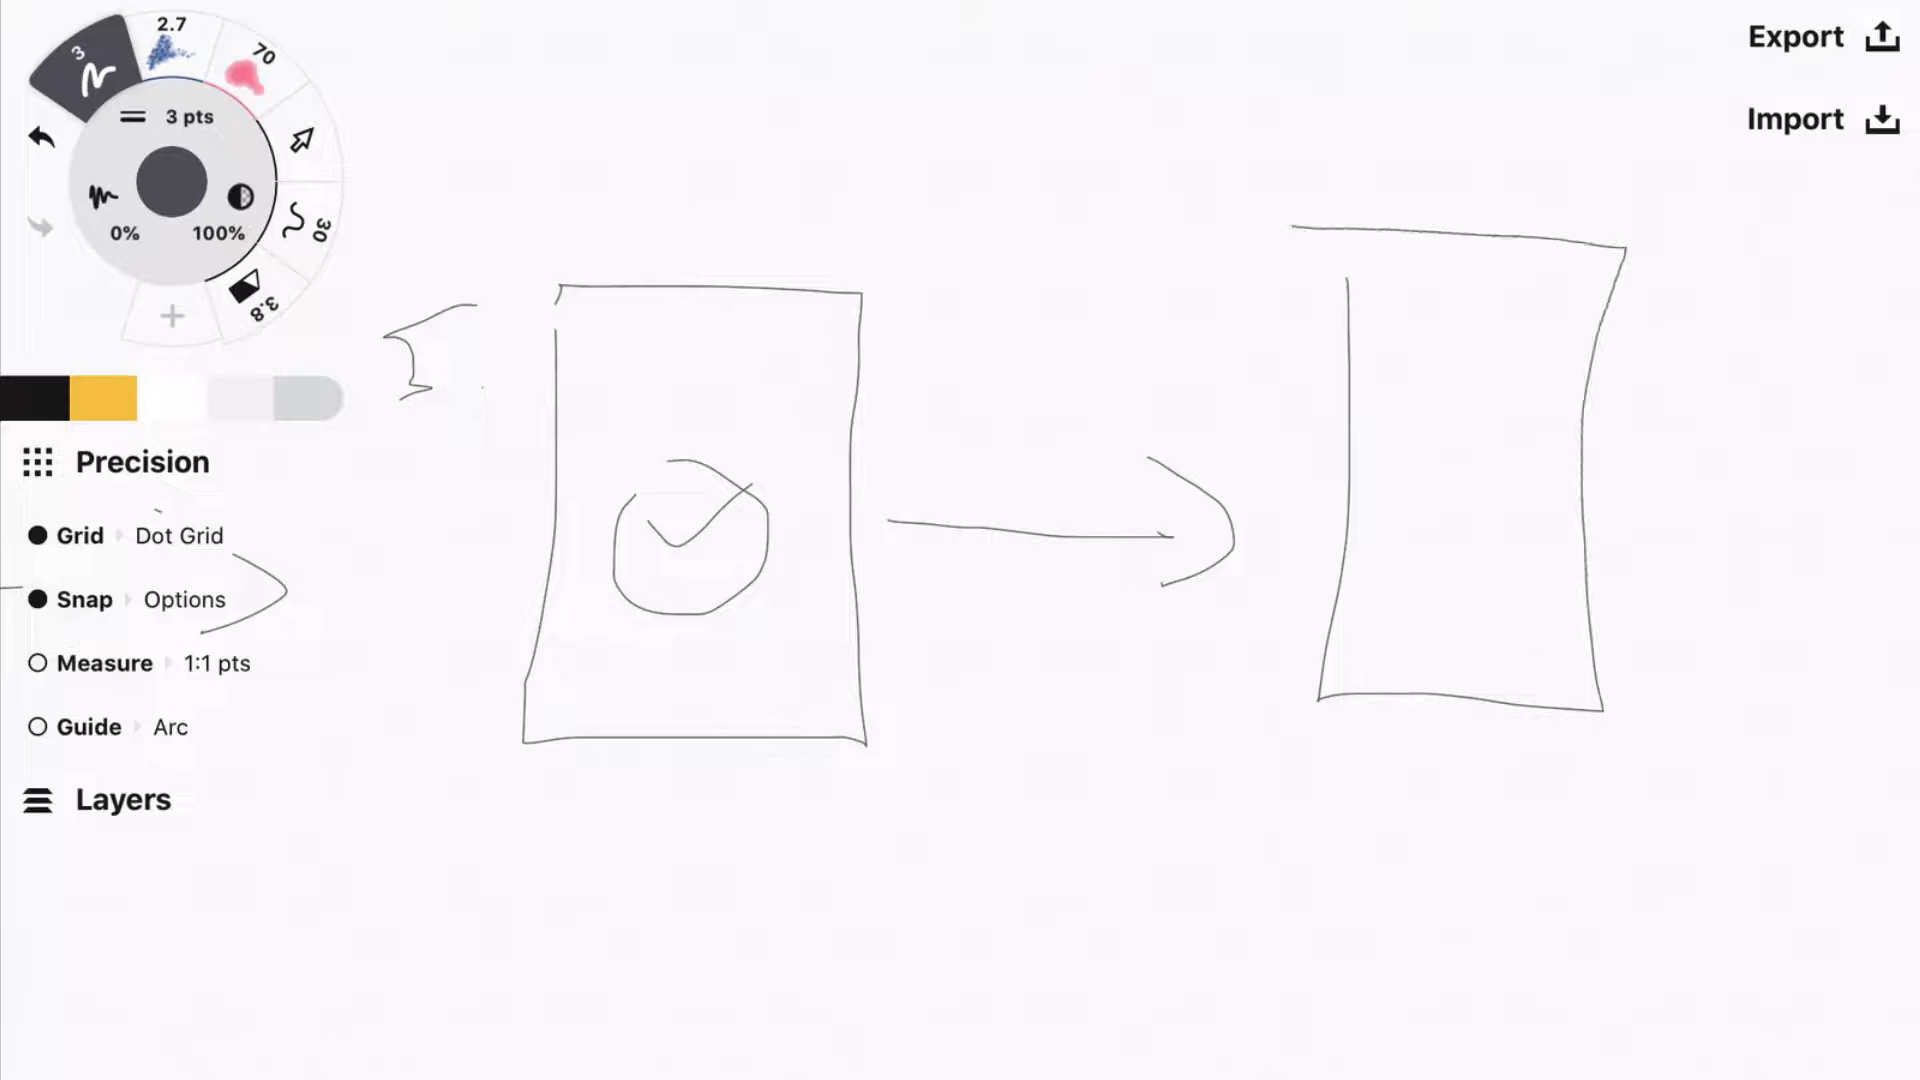 2.7
3
70
3 pts
0%
100%
30
3.8
Export
Import
Precision
Grid Dot Grid
Snap Options
Measure 1:1 pts
Guide Arc
Layers